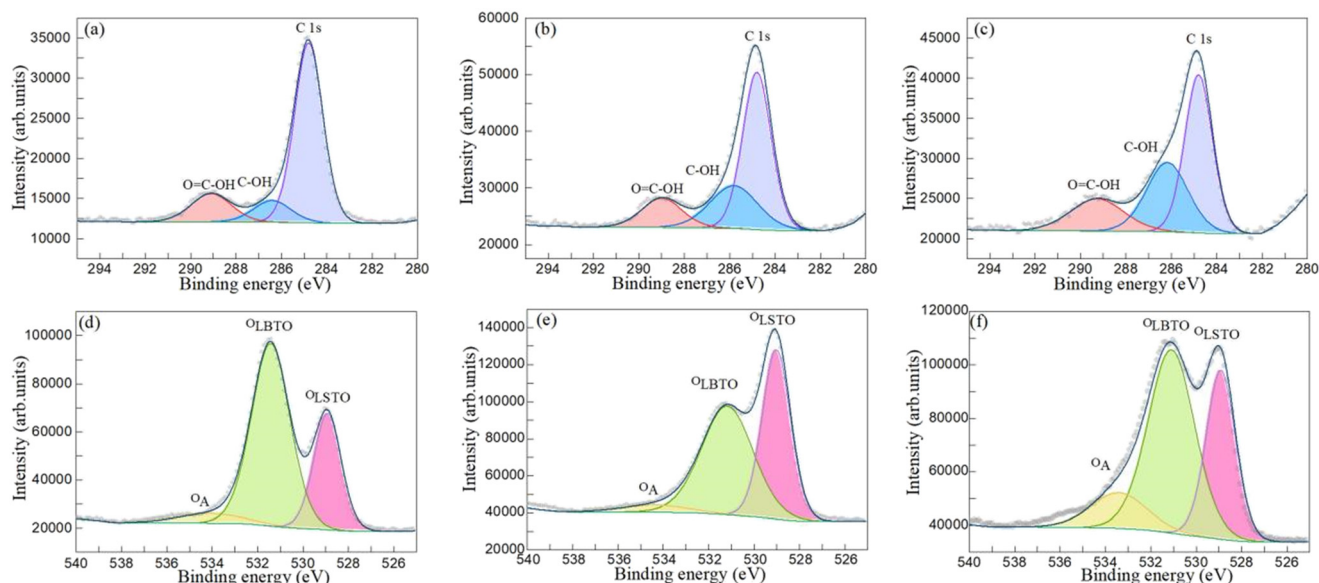 (a)
C 1s
O=C-OH
C-OH
Intensity (arb.units)
35000
30000
25000
20000
15000
10000
294 292 290 288 286 284 282 280
Binding energy (eV)
(b)
C 1s
O=C-OH
C-OH
Intensity (arb.units)
60000
50000
40000
30000
20000
294 292 290 288 286 284 282 280
Binding energy (eV)
(c)
C 1s
O=C-OH
C-OH
Intensity (arb.units)
45000
40000
35000
30000
25000
20000
294 292 290 288 286 284 282 280
Binding energy (eV)
(d)
OLBTO
OLSTO
OA
Intensity (arb.units)
100000
80000
60000
40000
20000
540 538 536 534 532 530 528 526
Binding energy (eV)
(e)
OLSTO
OLBTO
OA
Intensity (arb.units)
140000
120000
100000
80000
60000
40000
20000
540 538 536 534 532 530 528 526
Binding energy (eV)
(f)
OLBTO
OLSTO
OA
Intensity (arb.units)
120000
100000
80000
60000
40000
540 538 536 534 532 530 528 526
Binding energy (eV)